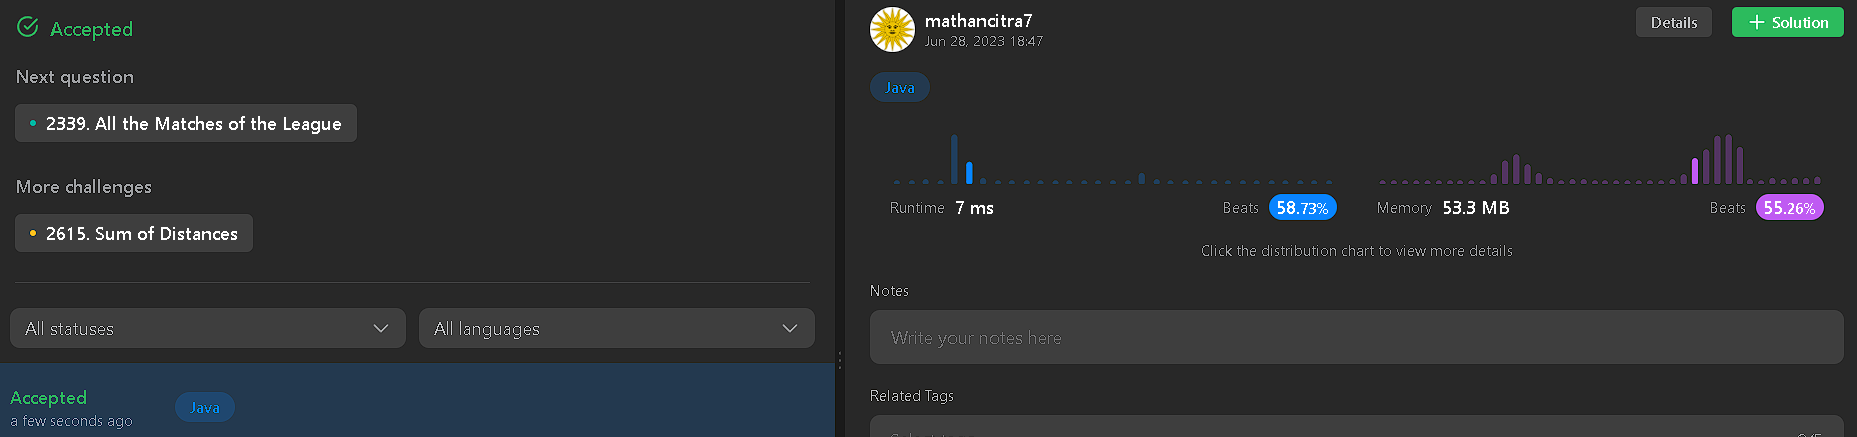 Accepted
Next question
2339. All the Matches of the League
More challenges
2615. Sum of Distances
All statuses
All languages
Accepted
a few seconds ago
Java
mathancitra7
Jun 28, 2023 18:47
Details
+ Solution
Java
Runtime 7 ms
Beats 58.73%
Memory 53.3 MB
Beats 55.26%
Click the distribution chart to view more details
Notes
Write your notes here
Related Tags